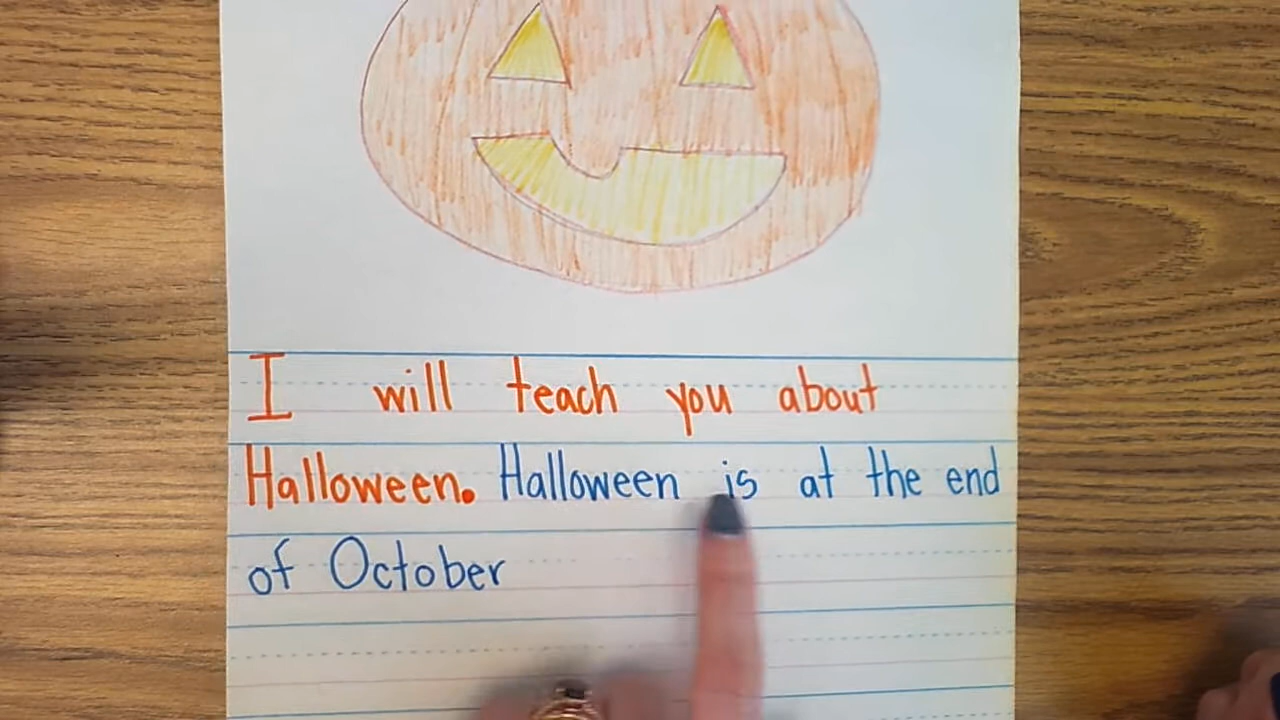 I will teach you about
Halloween. Halloween is at the end
of October